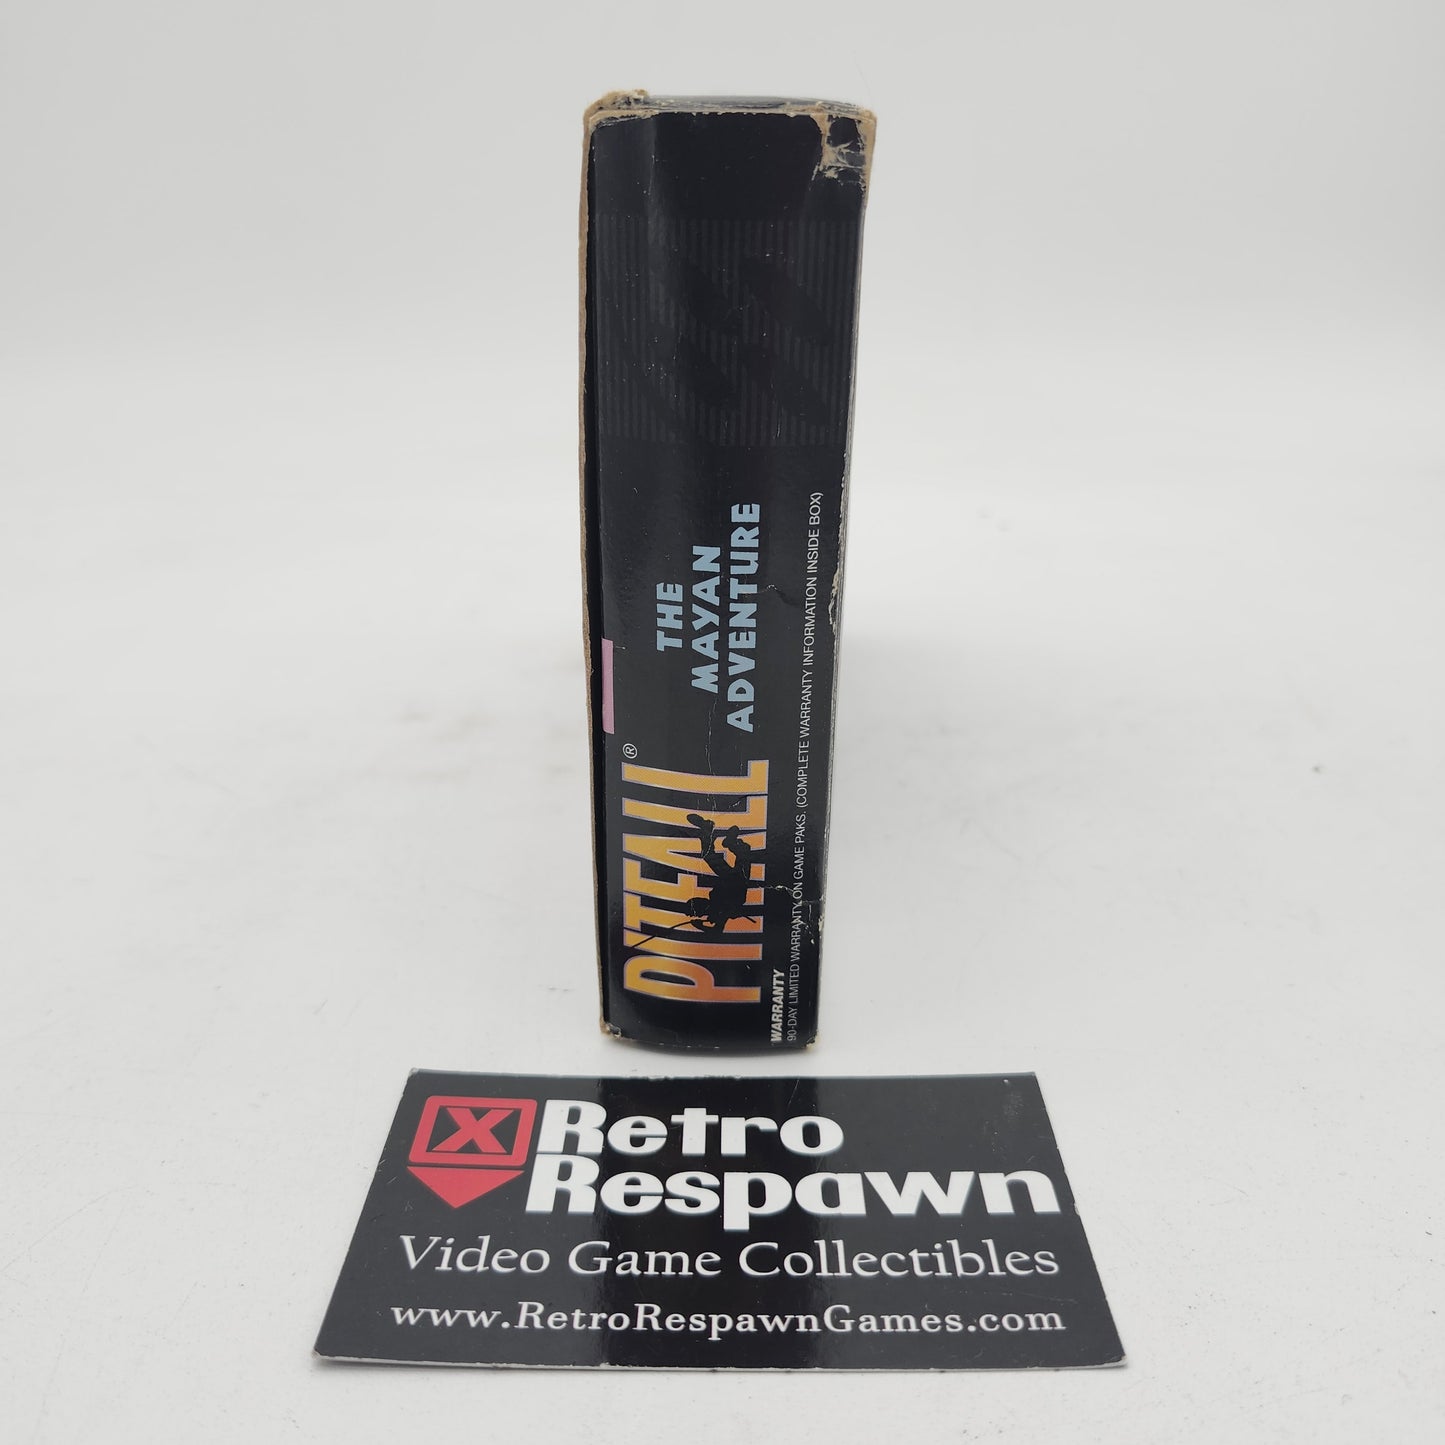 PITFALL®
THE
MAYAN
ADVENTURE
WARRANTY
90-DAY LIMITED WARRANTY ON GAME PAKS. (COMPLETE WARRANTY INFORMATION INSIDE BOX)
X Retro
Respawn
Video Game Collectibles
www.RetroRespawnGames.com